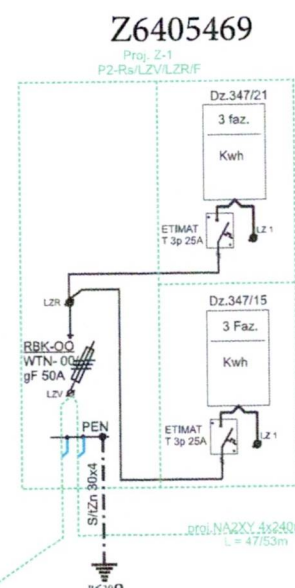 Z6405469
Proj. Z-1
P2-Rs/LZV/LZR/F
Dz.347/21
3 faz.
Kwh
ETIMAT
T 3p 25A
LZ 1
LZR
Dz.347/15
3 Faz.
Kwh
RBK-OO
WTN- 00/
gF 50A
LZV
ETIMAT
T 3p 25A
LZ 1
PEN
S/tZn 30x4
proj.NA2XY 4x240
L = 47/53m